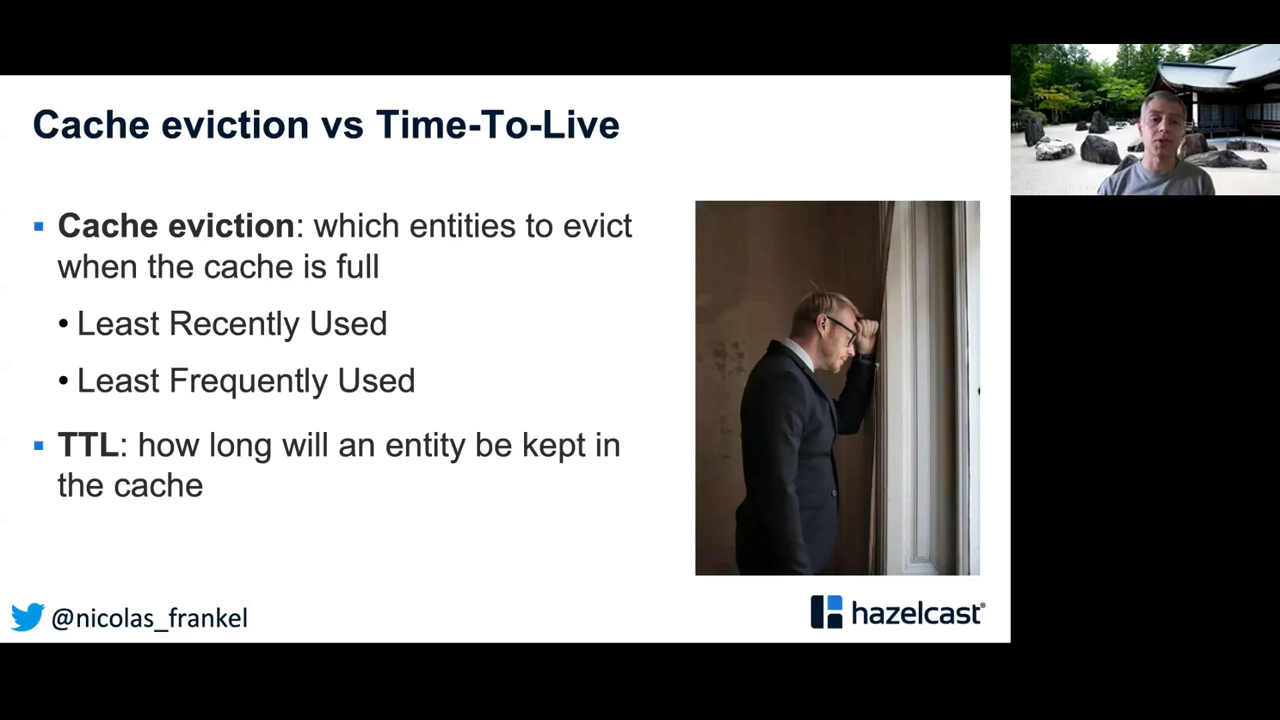 Cache eviction vs Time-To-Live
▪ Cache eviction: which entities to evict
when the cache is full
• Least Recently Used
• Least Frequently Used
▪ TTL: how long will an entity be kept in
the cache
@nicolas_frankel
hazelcast®